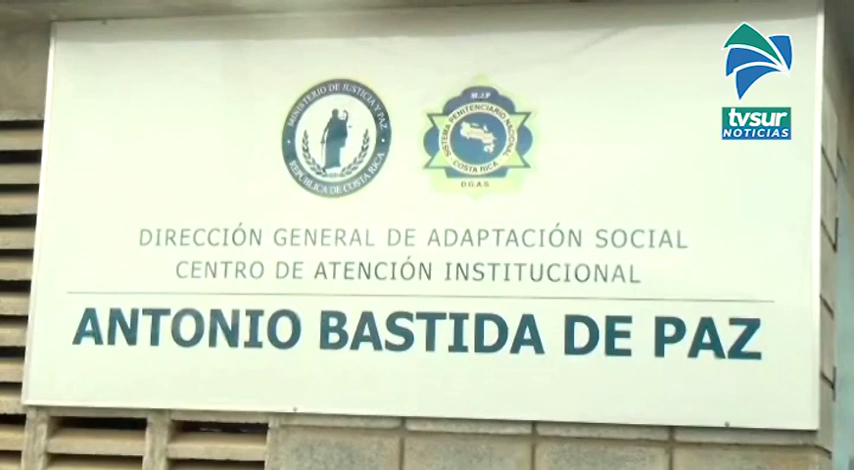 tvsur
NOTICIAS
MINISTERIO DE JUSTICIA Y PAZ
REPÚBLICA DE COSTA RICA
M.J.P
SISTEMA PENITENCIARIO NACIONAL
COSTA RICA
D.G.A.S
DIRECCIÓN GENERAL DE ADAPTACIÓN SOCIAL
CENTRO DE ATENCIÓN INSTITUCIONAL
ANTONIO BASTIDA DE PAZ